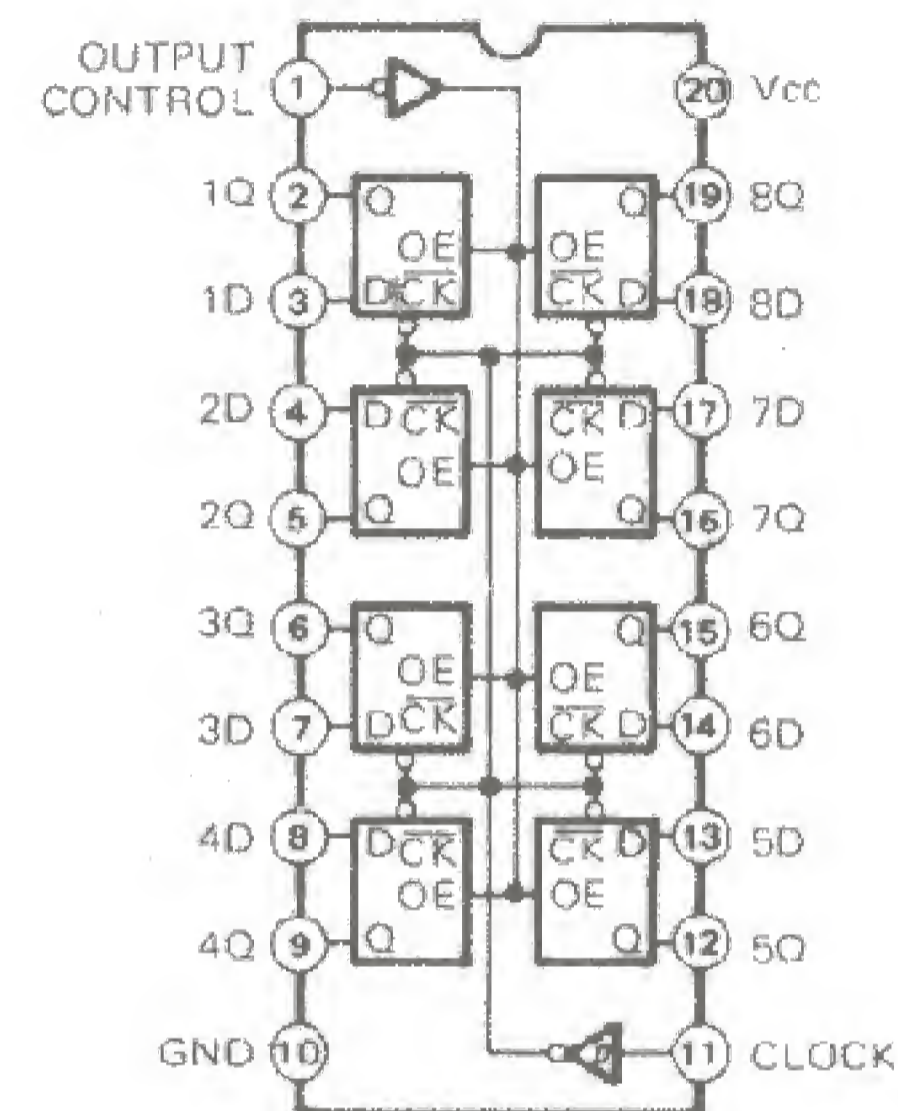 OUTPUT
CONTROL 1
20 Vcc
1Q 2 Q
Q 19 8Q
OE OE
1D 3 D CK
CK D 18 8D
2D 4 D CK
CK D 17 7D
OE OE
2Q 5 Q
Q 16 7Q
3Q 6 Q
Q 15 6Q
OE OE
3D 7 D CK
CK D 14 6D
4D 8 D CK
CK D 13 5D
OE OE
4Q 9 Q
Q 12 5Q
GND 10
11 CLOCK